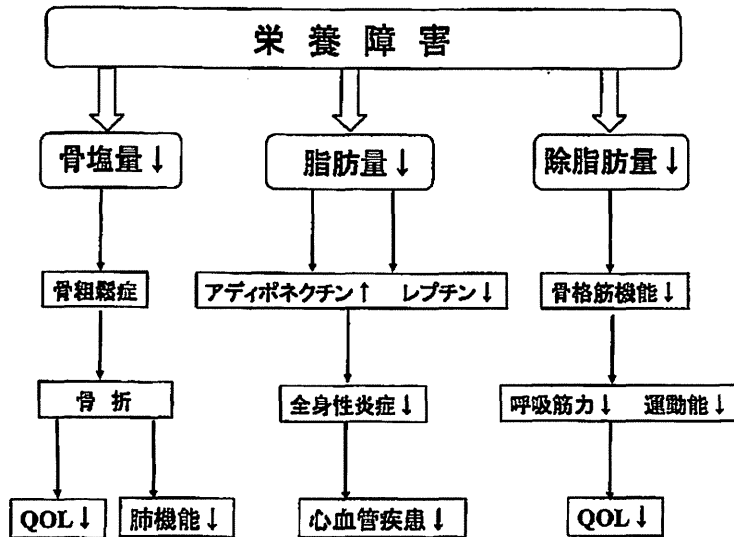 栄養障害
骨塩量↓ 脂肪量↓ 除脂肪量↓
骨粗鬆症 アディポネクチン↑ レプチン↓ 骨格筋機能↓
骨折 全身性炎症↓ 呼吸筋力↓ 運動能↓
QOL↓ 肺機能↓ 心血管疾患↓ QOL↓